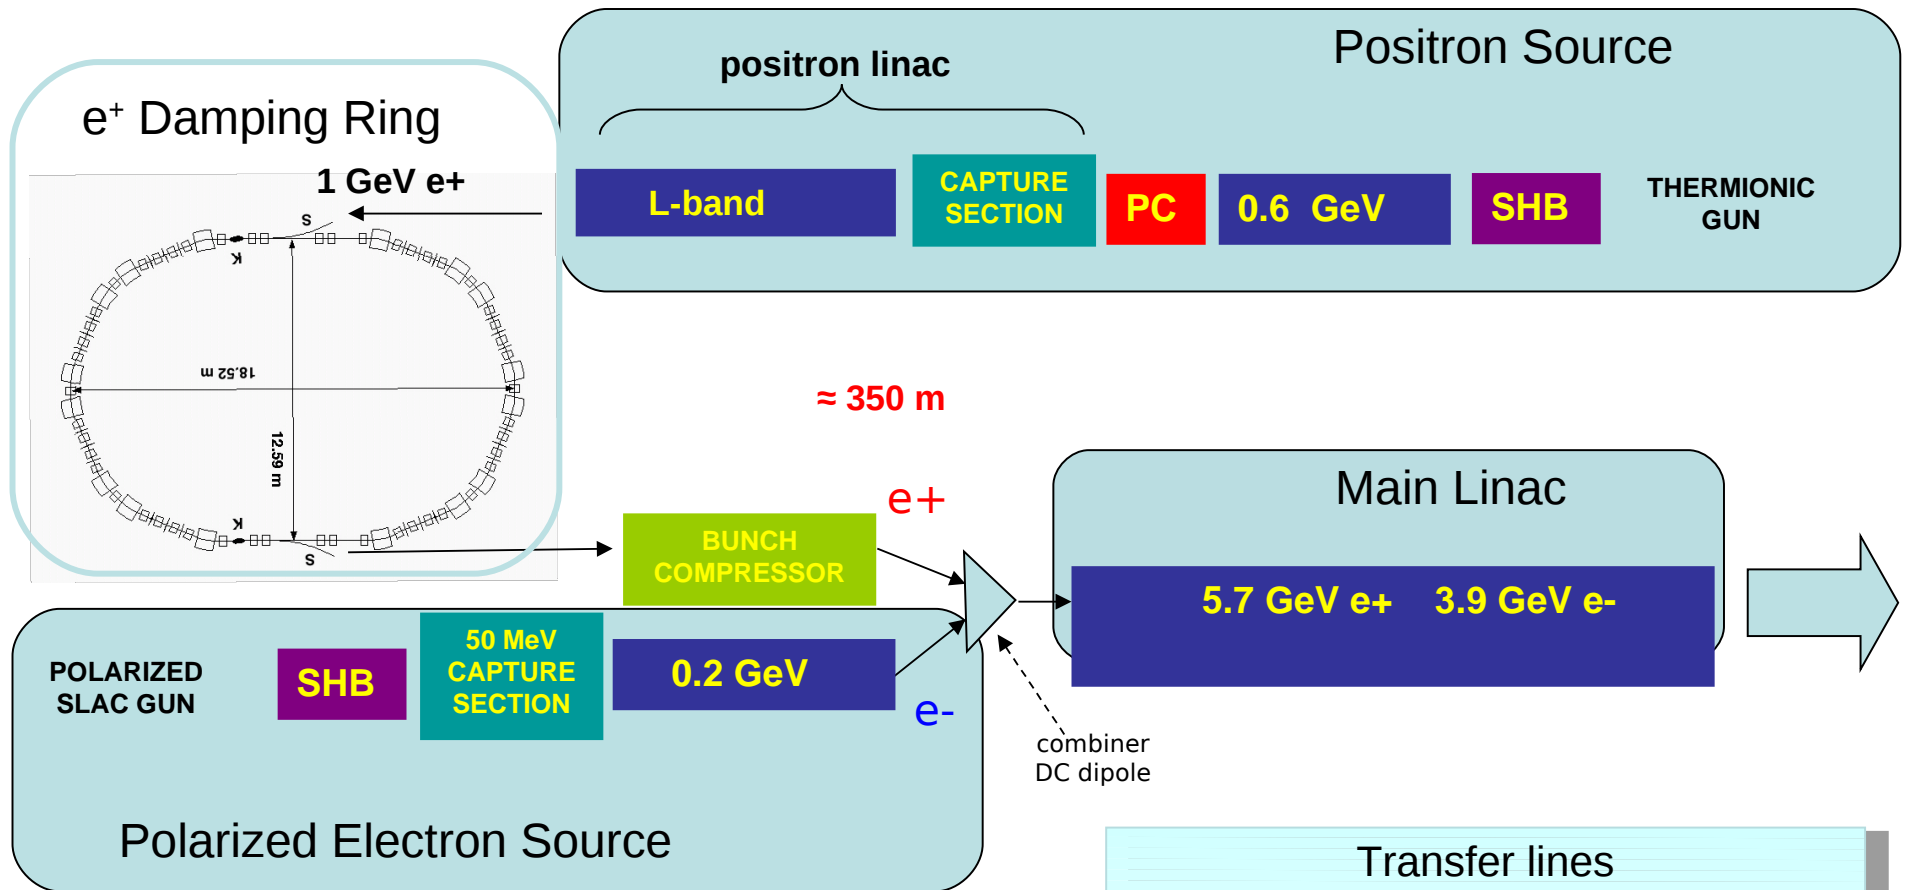 Positron Source
positron linac
e+ Damping Ring
1 GeV e+
L-band
CAPTURE
SECTION
PC
0.6 GeV
SHB
THERMIONIC
GUN
S
K
18.52 m
12.59 m
K
S
≈ 350 m
e+
Main Linac
BUNCH
COMPRESSOR
5.7 GeV e+ 3.9 GeV e-
POLARIZED
SLAC GUN
SHB
50 MeV
CAPTURE
SECTION
0.2 GeV
e-
combiner
DC dipole
Polarized Electron Source
Transfer lines